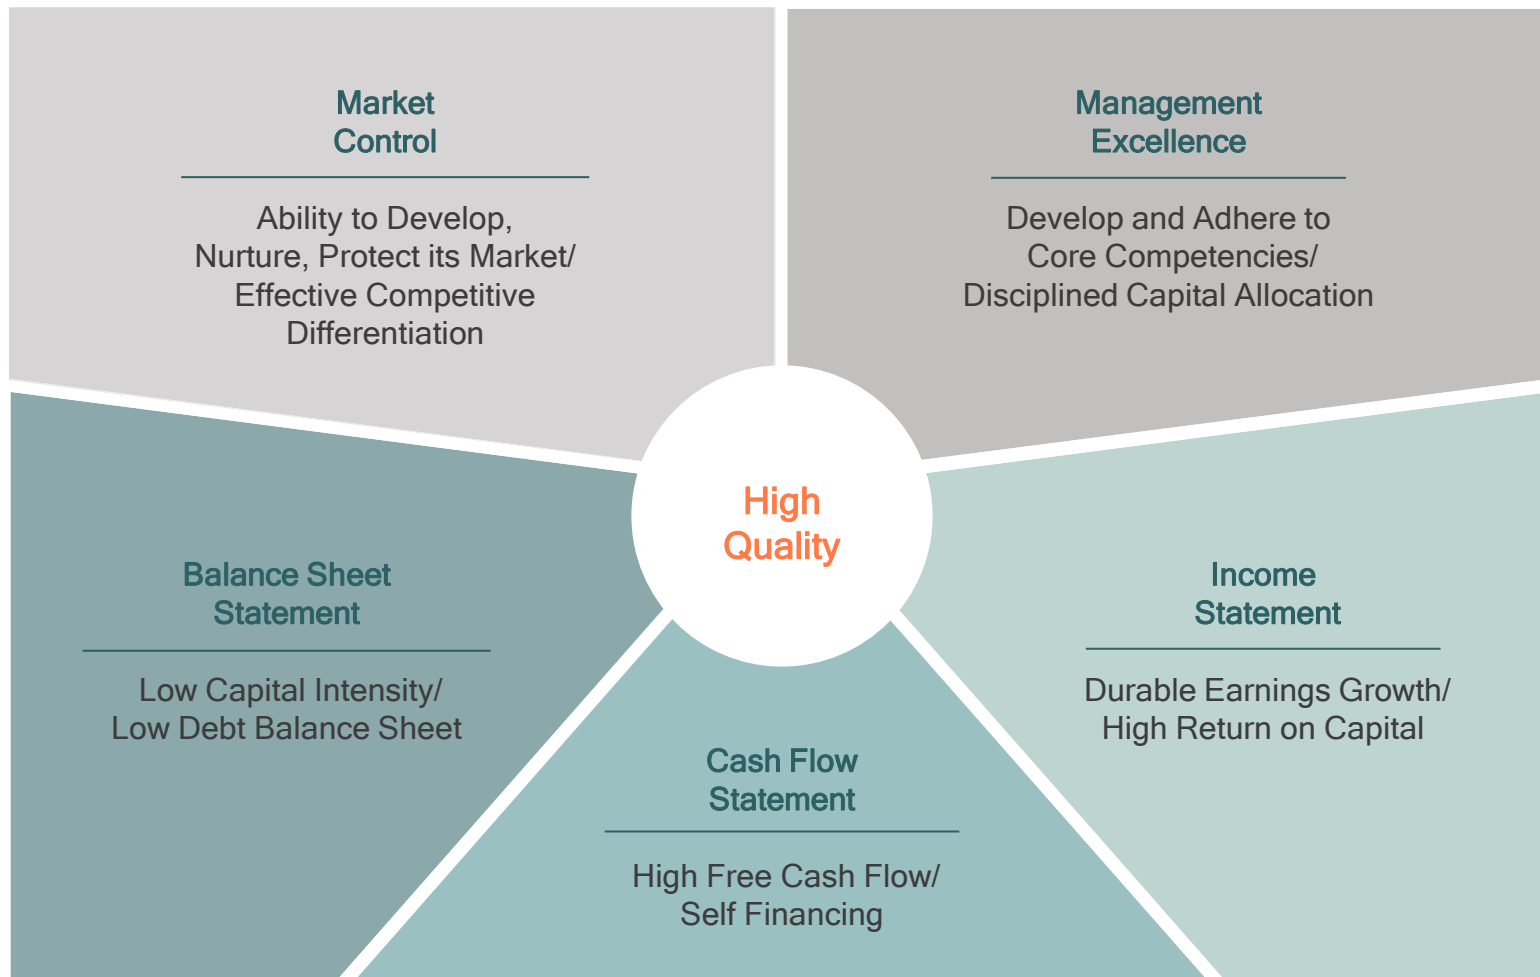 Market
Control
Ability to Develop,
Nurture, Protect its Market/
Effective Competitive
Differentiation
Management
Excellence
Develop and Adhere to
Core Competencies/
Disciplined Capital Allocation
High
Quality
Balance Sheet
Statement
Low Capital Intensity/
Low Debt Balance Sheet
Income
Statement
Durable Earnings Growth/
High Return on Capital
Cash Flow
Statement
High Free Cash Flow/
Self Financing